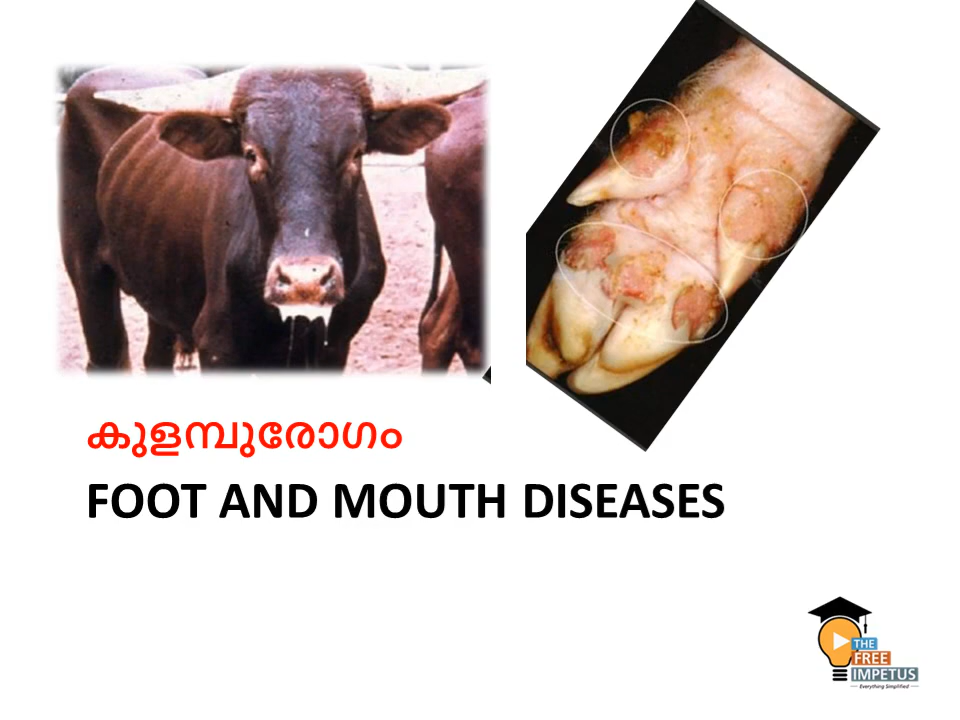 കുളമ്പുരോഗം
FOOT AND MOUTH DISEASES
THE
FREE
IMPETUS
Everything Simplified